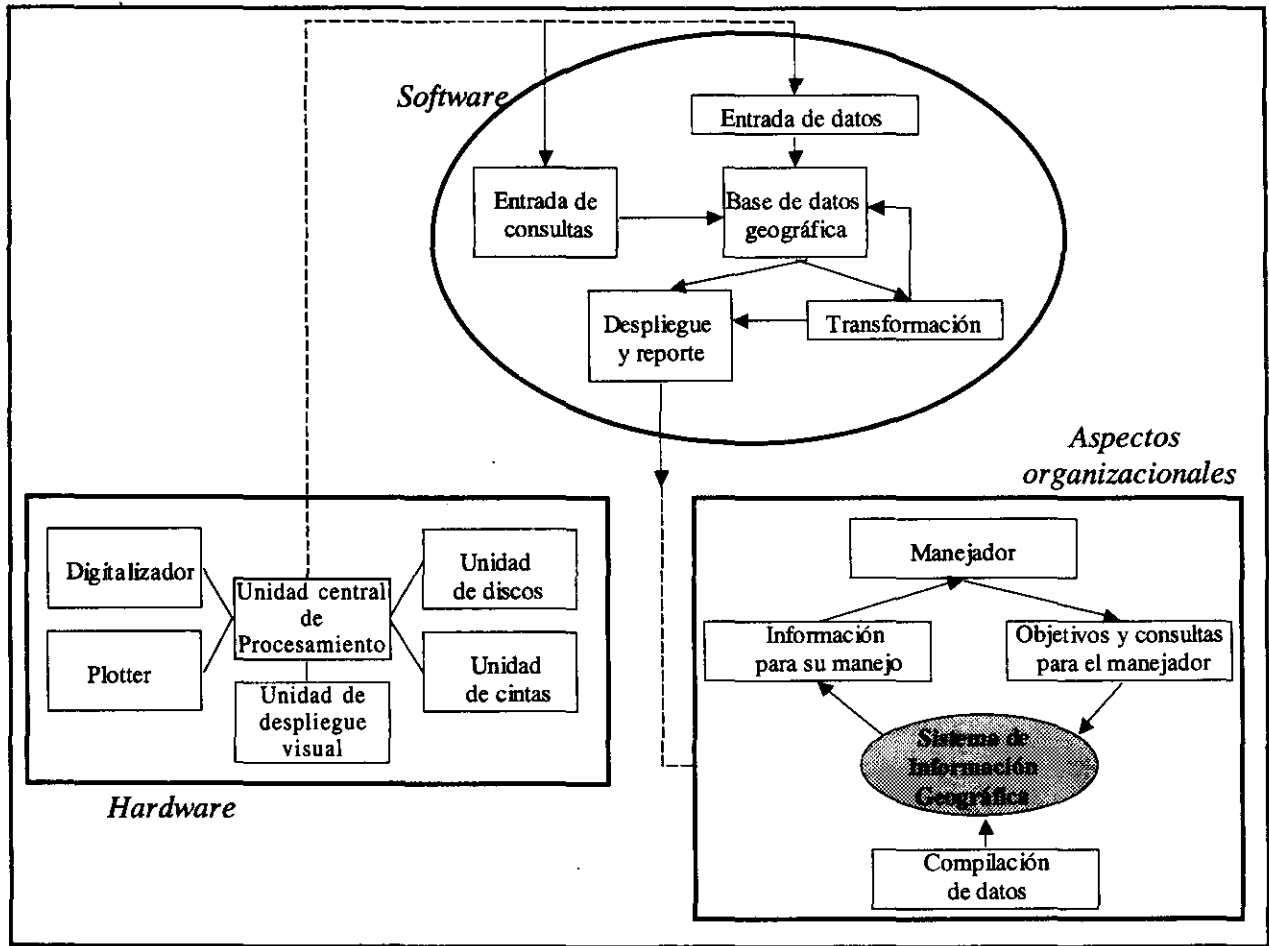 Software
Entrada de datos
Entrada de
consultas
Base de datos
geográfica
Despliegue
y reporte
Transformación
Aspectos
organizacionales
Digitalizador
Plotter
Unidad central
de
Procesamiento
Unidad de
despliegue
visual
Unidad
de discos
Unidad
de cintas
Hardware
Manejador
Información
para su manejo
Objetivos y consultas
para el manejador
Sistema de
Información
Geográfica
Compilación
de datos